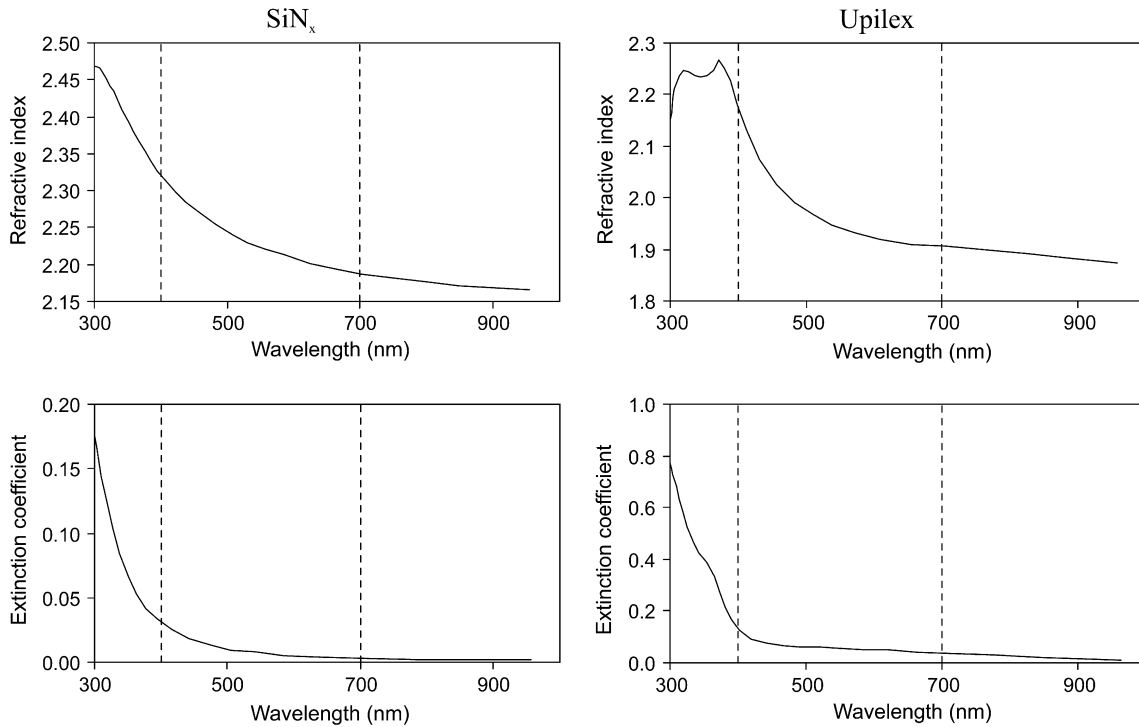 SiNₓ
Upilex
Refractive index
2.50
2.45
2.40
2.35
2.30
2.25
2.20
2.15
300 500 700 900
Wavelength (nm)
Refractive index
2.3
2.2
2.1
2.0
1.9
1.8
300 500 700 900
Wavelength (nm)
Extinction coefficient
0.20
0.15
0.10
0.05
0.00
300 500 700 900
Wavelength (nm)
Extinction coefficient
1.0
0.8
0.6
0.4
0.2
0.0
300 500 700 900
Wavelength (nm)